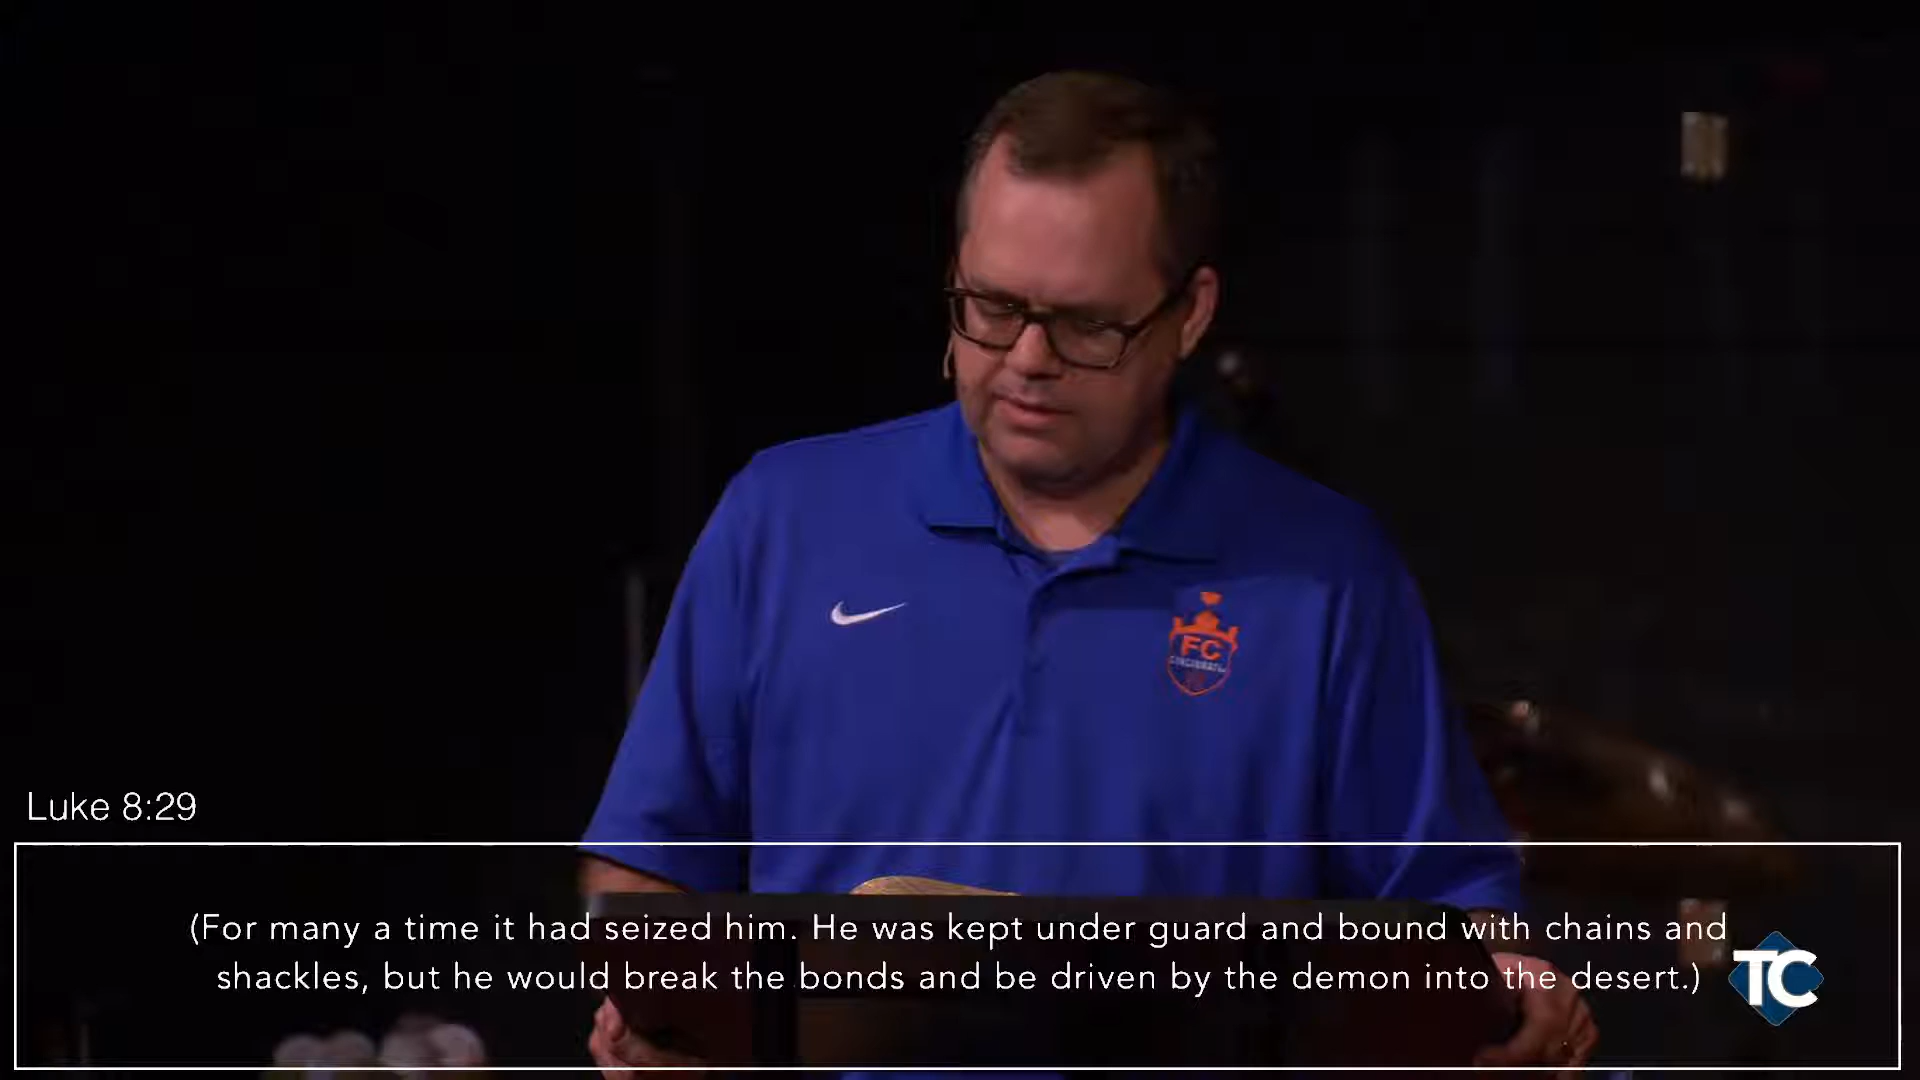 FC
CINCINNATI
Luke 8:29
(For many a time it had seized him. He was kept under guard and bound with chains and
shackles, but he would break the bonds and be driven by the demon into the desert.)
TC